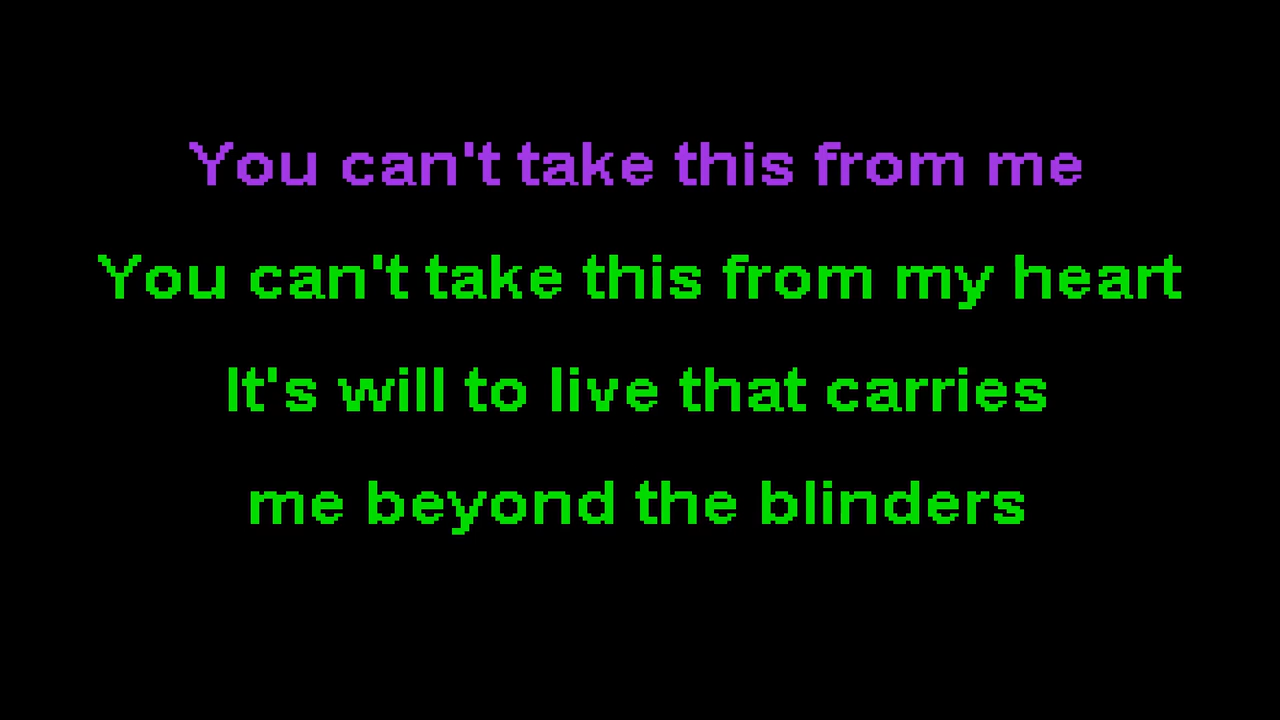 You can't take this from me
You can't take this from my heart
It's will to live that carries
me beyond the blinders